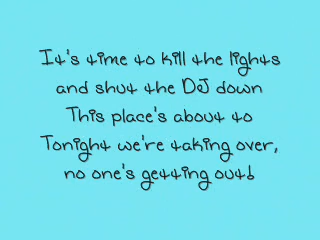 It's time to kill the lights
and shut the DJ down
This place's about to
Tonight we're taking over,
no one's getting out!